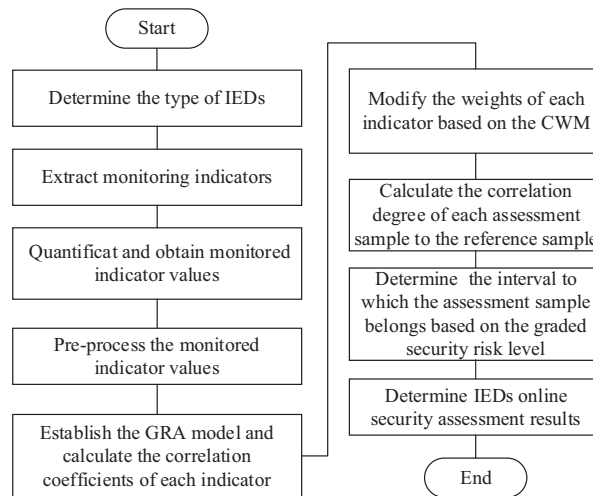 Start
Determine the type of IEDs
Extract monitoring indicators
Quantificat and obtain monitored
indicator values
Pre-process the monitored
indicator values
Establish the GRA model and
calculate the correlation
coefficients of each indicator
Modify the weights of each
indicator based on the CWM
Calculate the correlation
degree of each assessment
sample to the reference sample
Determine the interval to
which the assessment sample
belongs based on the graded
security risk level
Determine IEDs online
security assessment results
End